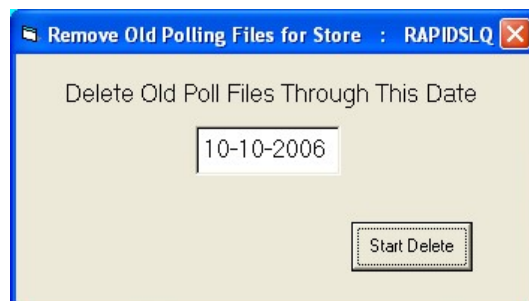 Remove Old Polling Files for Store : RAPIDSLQ
Delete Old Poll Files Through This Date
10-10-2006
Start Delete